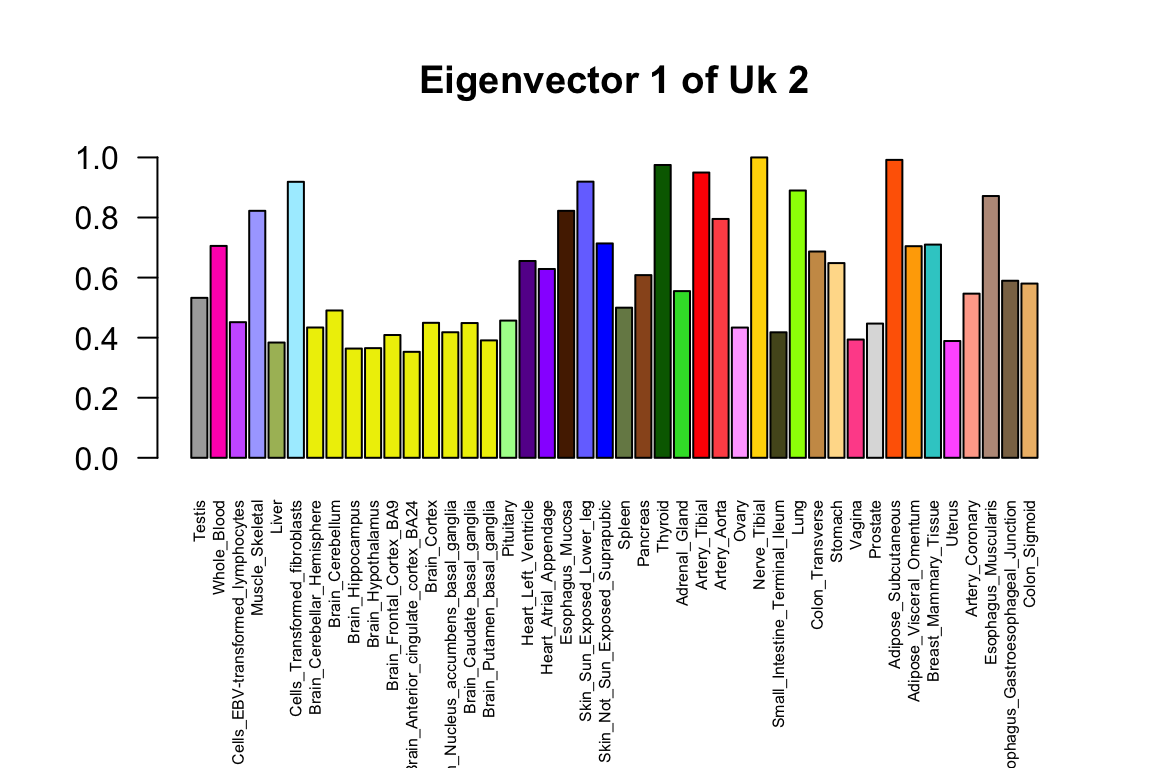 Eigenvector 1 of Uk 2
1.0
0.8
0.6
0.4
0.2
0.0
Testis
Whole_Blood
Cells_EBV-transformed_lymphocytes
Muscle_Skeletal
Liver
Cells_Transformed_fibroblasts
Brain_Cerebellar_Hemisphere
Brain_Cerebellum
Brain_Hippocampus
Brain_Hypothalamus
Brain_Frontal_Cortex_BA9
Brain_Anterior_cingulate_cortex_BA24
Brain_Cortex
n_Nucleus_accumbens_basal_ganglia
Brain_Caudate_basal_ganglia
Brain_Putamen_basal_ganglia
Pituitary
Heart_Left_Ventricle
Heart_Atrial_Appendage
Esophagus_Mucosa
Skin_Sun_Exposed_Lower_leg
Skin_Not_Sun_Exposed_Suprapubic
Spleen
Pancreas
Thyroid
Adrenal_Gland
Artery_Tibial
Artery_Aorta
Ovary
Nerve_Tibial
Small_Intestine_Terminal_Ileum
Lung
Colon_Transverse
Stomach
Vagina
Prostate
Adipose_Subcutaneous
Adipose_Visceral_Omentum
Breast_Mammary_Tissue
Uterus
Artery_Coronary
Esophagus_Muscularis
ophagus_Gastroesophageal_Junction
Colon_Sigmoid